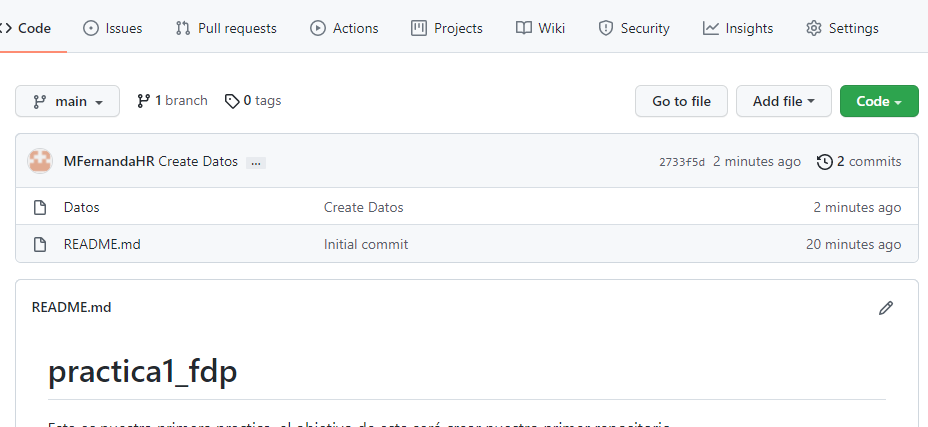 Code Issues Pull requests Actions Projects Wiki Security Insights Settings
main 1 branch 0 tags Go to file Add file Code
MFernandaHR Create Datos ... 2733f5d 2 minutes ago 2 commits
Datos Create Datos 2 minutes ago
README.md Initial commit 20 minutes ago
README.md
practica1_fdp